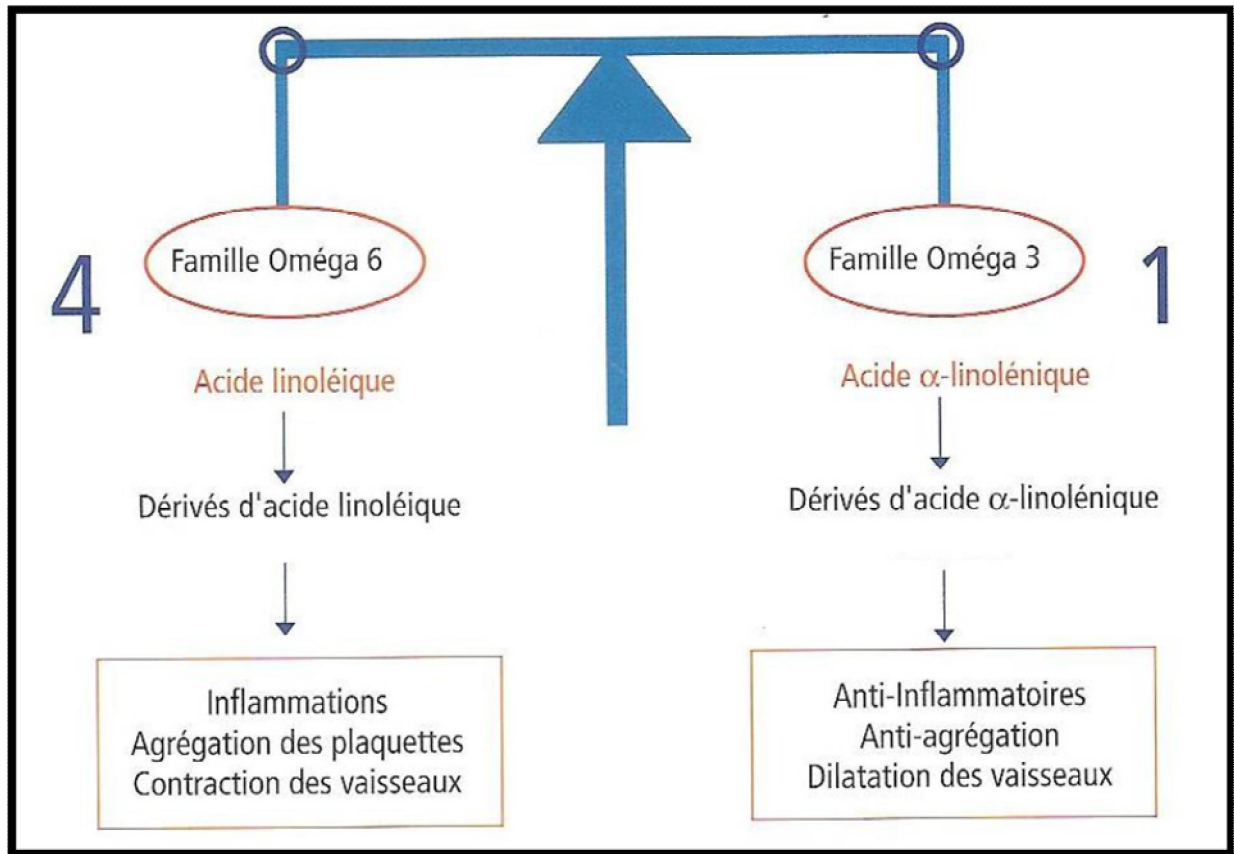 Famille Oméga 6
4
Acide linoléique
Dérivés d'acide linoléique
Inflammations
Agrégation des plaquettes
Contraction des vaisseaux
Famille Oméga 3
1
Acide α-linolénique
Dérivés d'acide α-linolénique
Anti-Inflammatoires
Anti-agrégation
Dilatation des vaisseaux